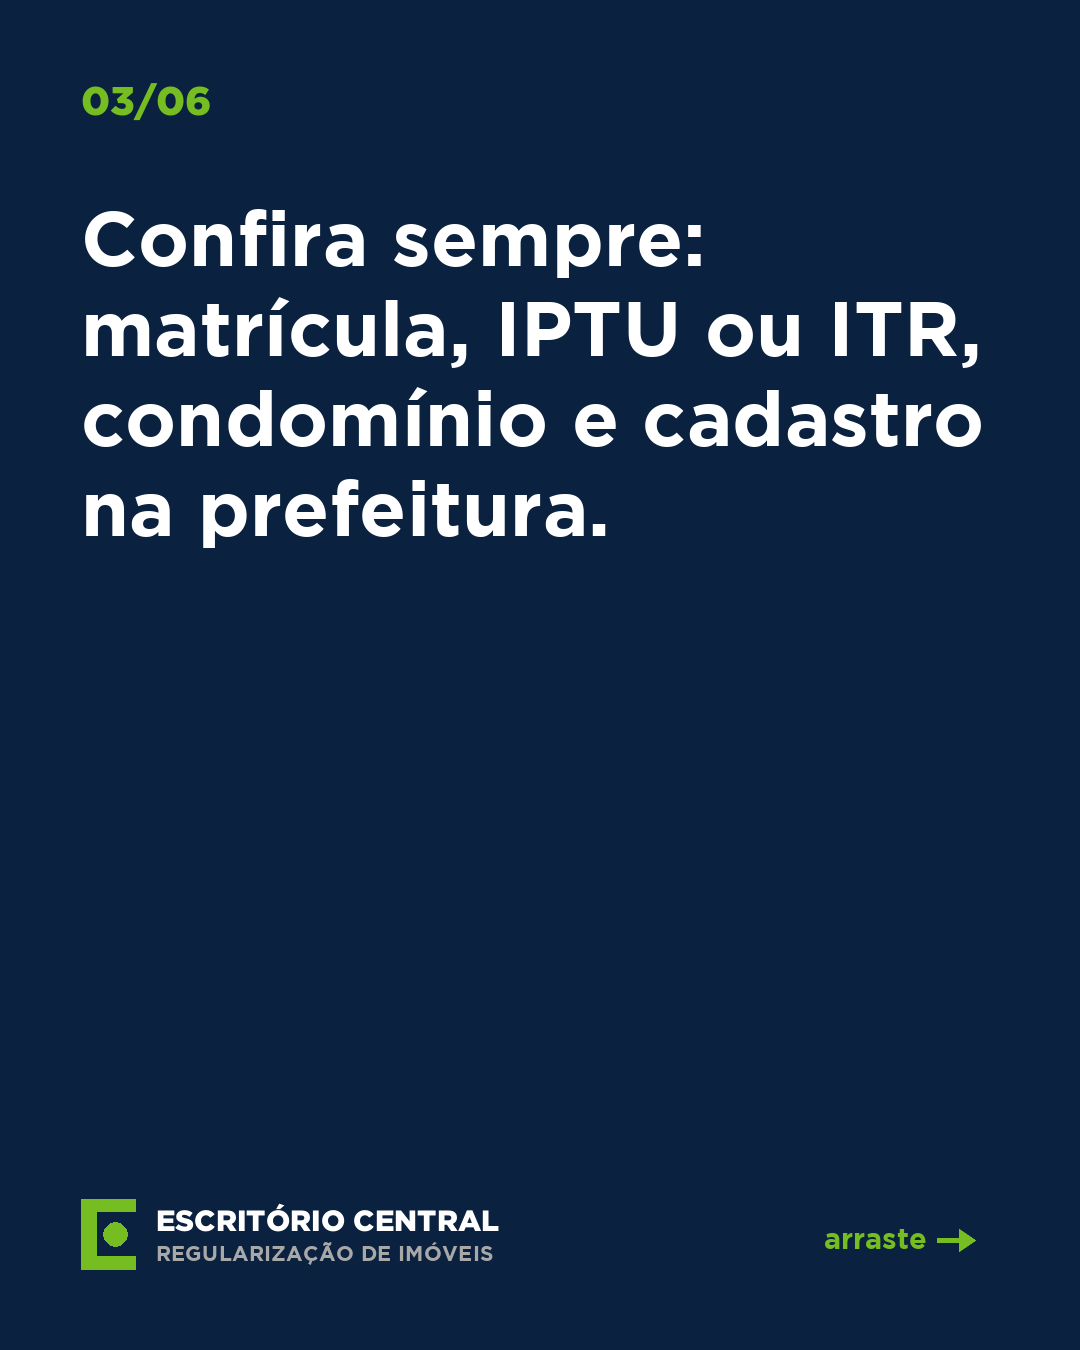 03/06
Confira sempre:
matrícula, IPTU ou ITR,
condomínio e cadastro
na prefeitura.
ESCRITÓRIO CENTRAL
REGULARIZAÇÃO DE IMÓVEIS
arraste